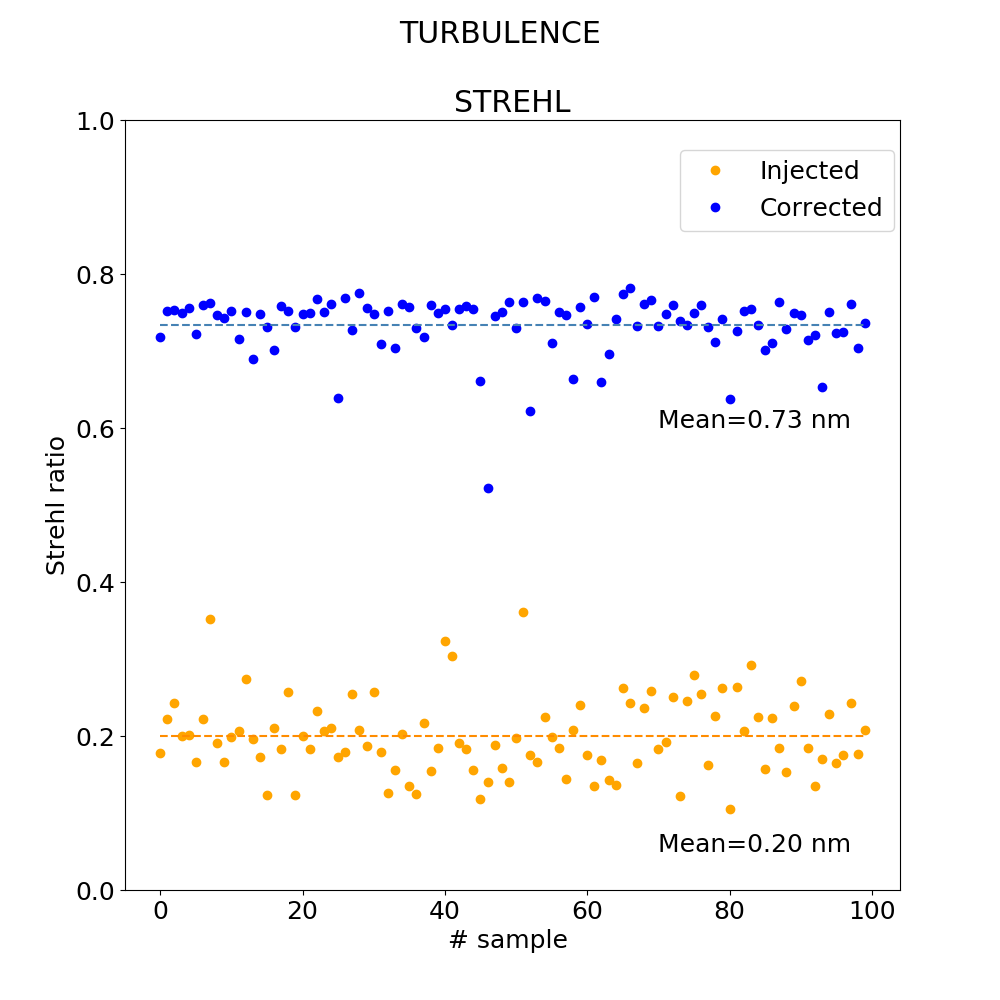 TURBULENCE
STREHL
1.0
Injected
Corrected
0.8
Mean=0.73 nm
0.6
Strehl ratio
0.4
0.2
Mean=0.20 nm
0.0
0 20 40 60 80 100
# sample